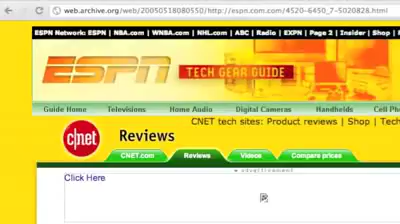 web.archive.org/web/20050518080550/http://espn.com.com/4520-6450_7-5020828.html
ESPN Network: ESPN | NBA.com | WNBA.com | NHL.com | ABC | Radio | EXPN | Page 2 | Insider | Shop |
ESPN TECH GEAR GUIDE
Guide Home Televisions Home Audio Digital Cameras Handhelds Cell Ph
CNET tech sites: Product reviews | Shop | Tech
c|net Reviews
CNET.com Reviews Videos Compare prices
advertisement
Click Here